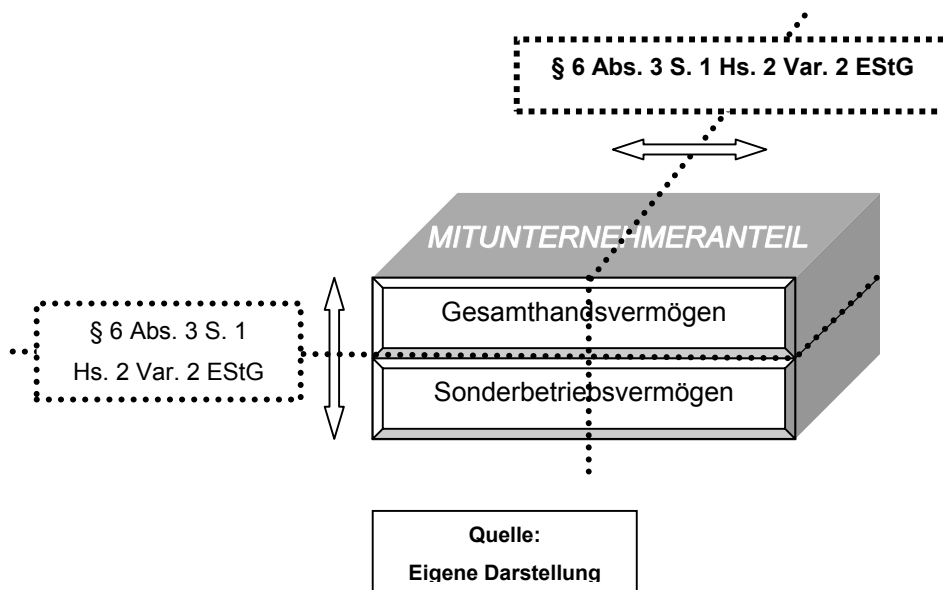 § 6 Abs. 3 S. 1 Hs. 2 Var. 2 EStG
MITUNTERNEHMERANTEIL
Gesamthandsvermögen
§ 6 Abs. 3 S. 1
Hs. 2 Var. 2 EStG
Sonderbetriebsvermögen
Quelle:
Eigene Darstellung